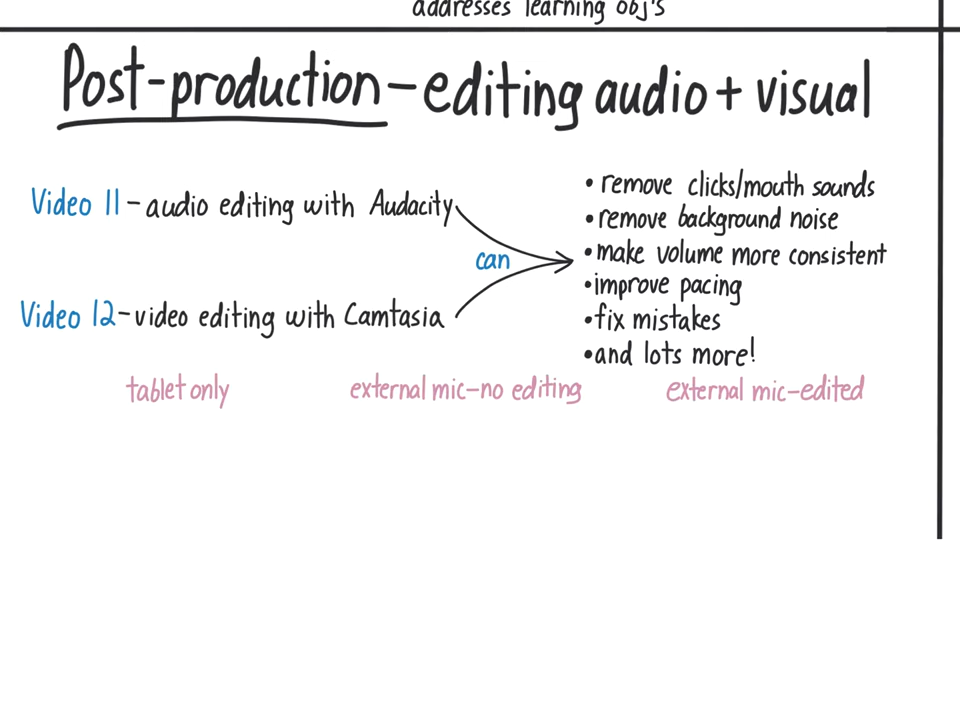 addresses learning obj's
Post-production-editing audio + visual
Video 11 - audio editing with Audacity
Video 12 - video editing with Camtasia
can
• remove clicks/mouth sounds
• remove background noise
• make volume more consistent
• improve pacing
• fix mistakes
• and lots more!
tablet only
external mic-no editing
external mic-edited